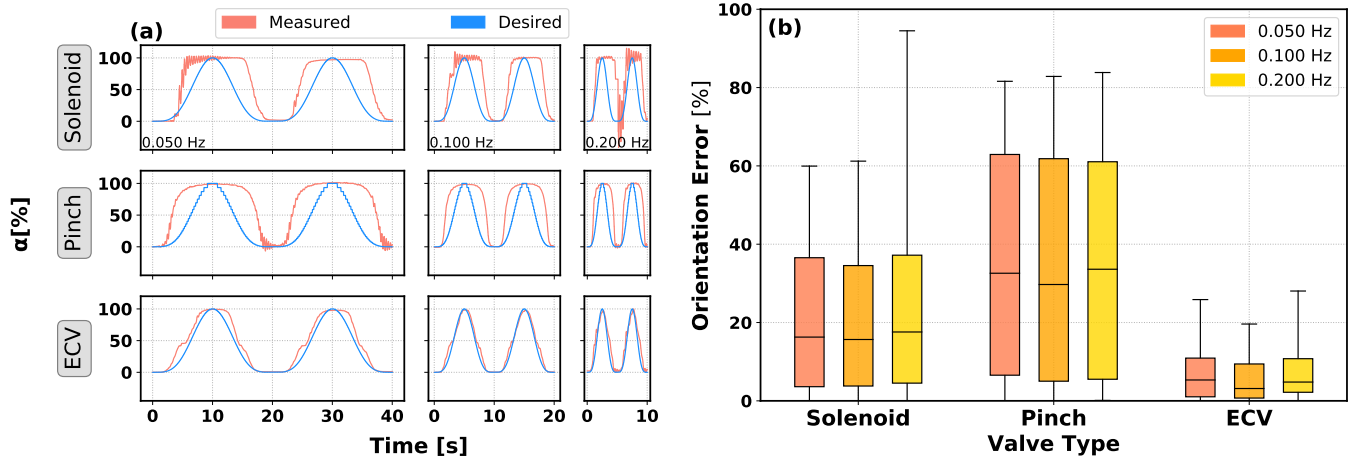 (a)
Measured
Desired
α[%]
Solenoid
100
50
0
0.050 Hz
0.100 Hz
0.200 Hz
Pinch
100
50
0
ECV
100
50
0
0 10 20 30 40
0 10 20
0 10
Time [s]
(b)
0.050 Hz
0.100 Hz
0.200 Hz
Orientation Error [%]
100
80
60
40
20
0
Solenoid Pinch ECV
Valve Type